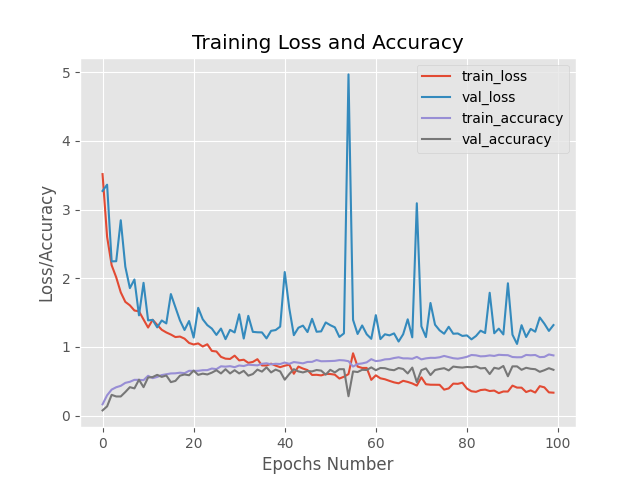 Training Loss and Accuracy
train_loss
val_loss
train_accuracy
val_accuracy
Loss/Accuracy
5
4
3
2
1
0
0 20 40 60 80 100
Epochs Number